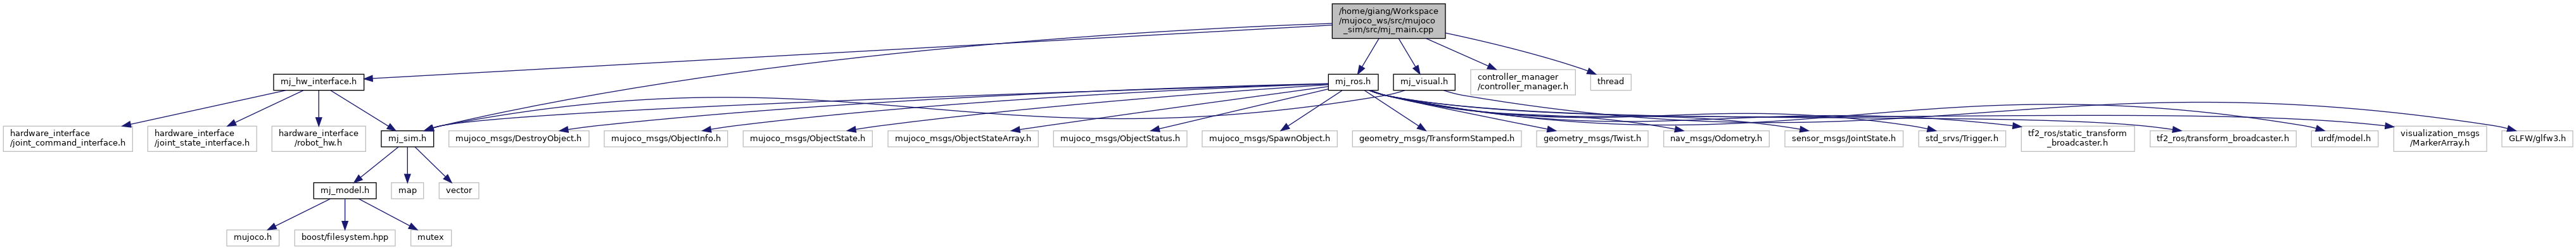 /home/giang/Workspace
/mujoco_ws/src/mujoco
_sim/src/mj_main.cpp
mj_hw_interface.h
mj_ros.h
mj_visual.h
controller_manager
/controller_manager.h
thread
hardware_interface
/joint_command_interface.h
hardware_interface
/joint_state_interface.h
hardware_interface
/robot_hw.h
mj_sim.h
mujoco_msgs/DestroyObject.h
mujoco_msgs/ObjectInfo.h
mujoco_msgs/ObjectState.h
mujoco_msgs/ObjectStateArray.h
mujoco_msgs/ObjectStatus.h
mujoco_msgs/SpawnObject.h
geometry_msgs/TransformStamped.h
geometry_msgs/Twist.h
nav_msgs/Odometry.h
sensor_msgs/JointState.h
std_srvs/Trigger.h
tf2_ros/static_transform
_broadcaster.h
tf2_ros/transform_broadcaster.h
urdf/model.h
visualization_msgs
/MarkerArray.h
GLFW/glfw3.h
mj_model.h
map
vector
mujoco.h
boost/filesystem.hpp
mutex